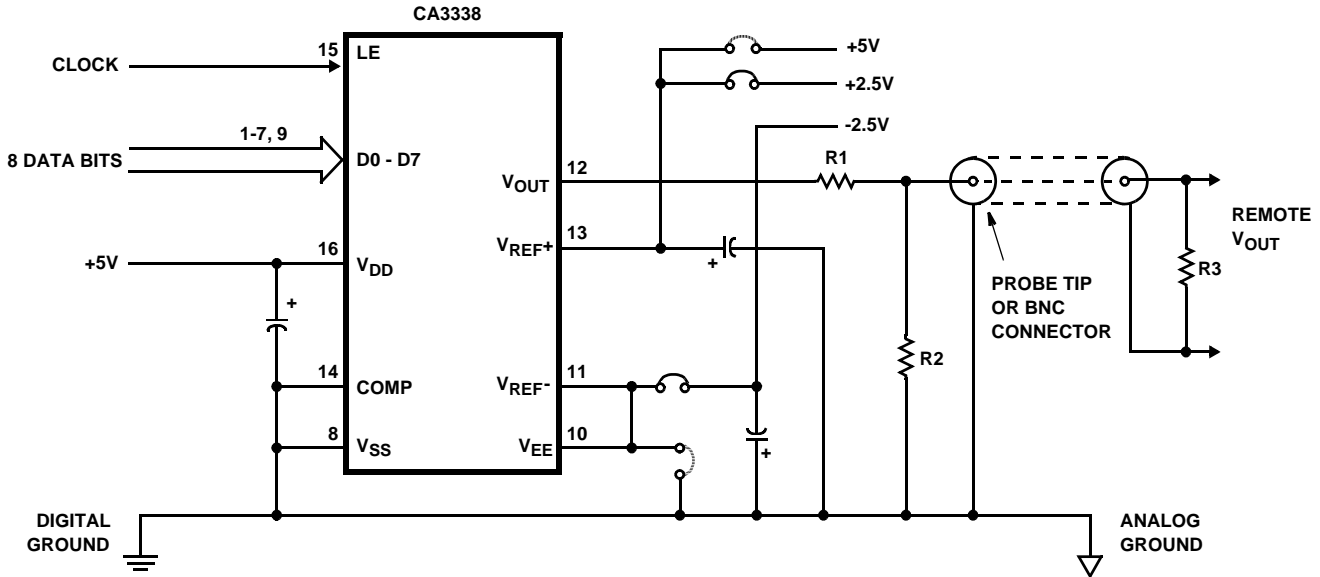 CA3338
CLOCK
15
LE
8 DATA BITS
1-7, 9
D0 - D7
+5V
16
VDD
+
14
COMP
8
VSS
VOUT
12
VREF+
13
VREF-
11
VEE
10
+5V
+2.5V
-2.5V
R1
R2
+
+
PROBE TIP
OR BNC
CONNECTOR
REMOTE
VOUT
R3
DIGITAL
GROUND
ANALOG
GROUND